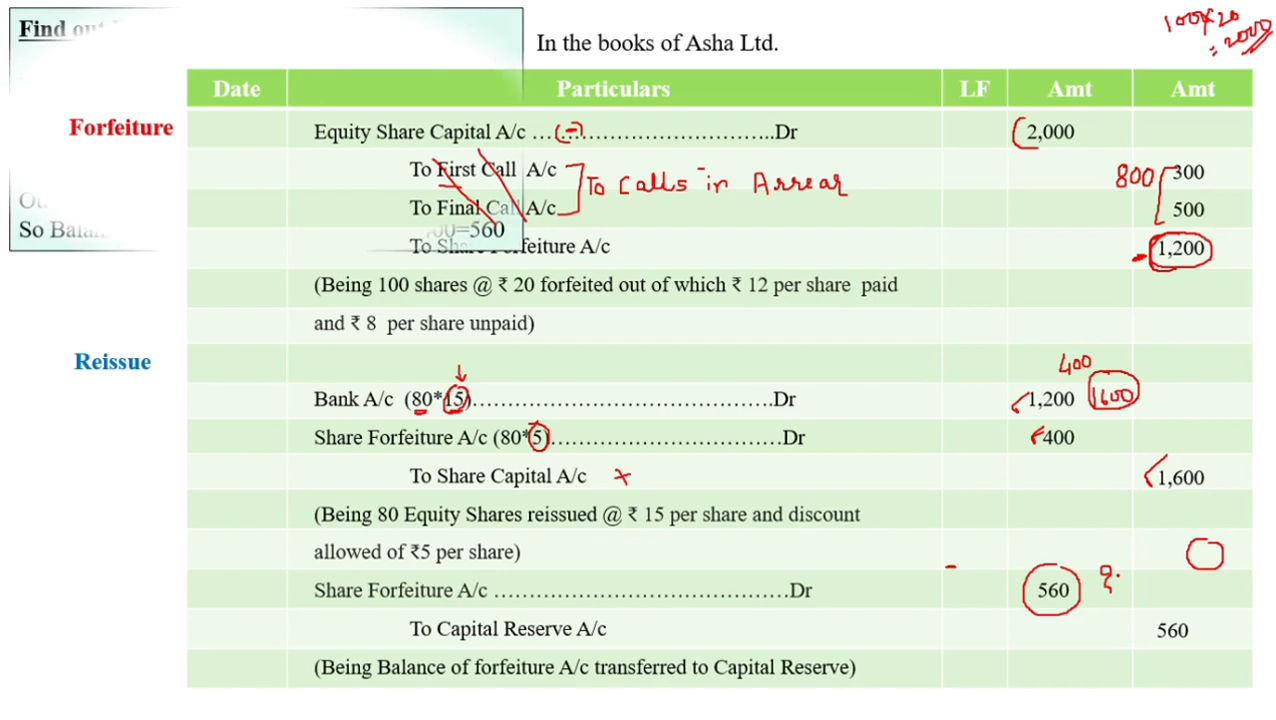 Find out
100×20
= 2000
In the books of Asha Ltd.
Date Particulars LF Amt Amt
Forfeiture
Equity Share Capital A/c …(-)…………………………..Dr 2,000
To First Call A/c 800 300
To Calls in Arrear
To Final Call A/c 500
So Balan 00=560
To Share Forfeiture A/c 1,200
(Being 100 shares @ ₹ 20 forfeited out of which ₹ 12 per share paid
and ₹ 8 per share unpaid)
Reissue
400
Bank A/c (80*15)……………………………………Dr 1,200 1600
Share Forfeiture A/c (80*5)………………………………Dr 400
To Share Capital A/c × 1,600
(Being 80 Equity Shares reissued @ ₹ 15 per share and discount
allowed of ₹5 per share)
Share Forfeiture A/c ……………………………………Dr 560 ?
To Capital Reserve A/c 560
(Being Balance of forfeiture A/c transferred to Capital Reserve)